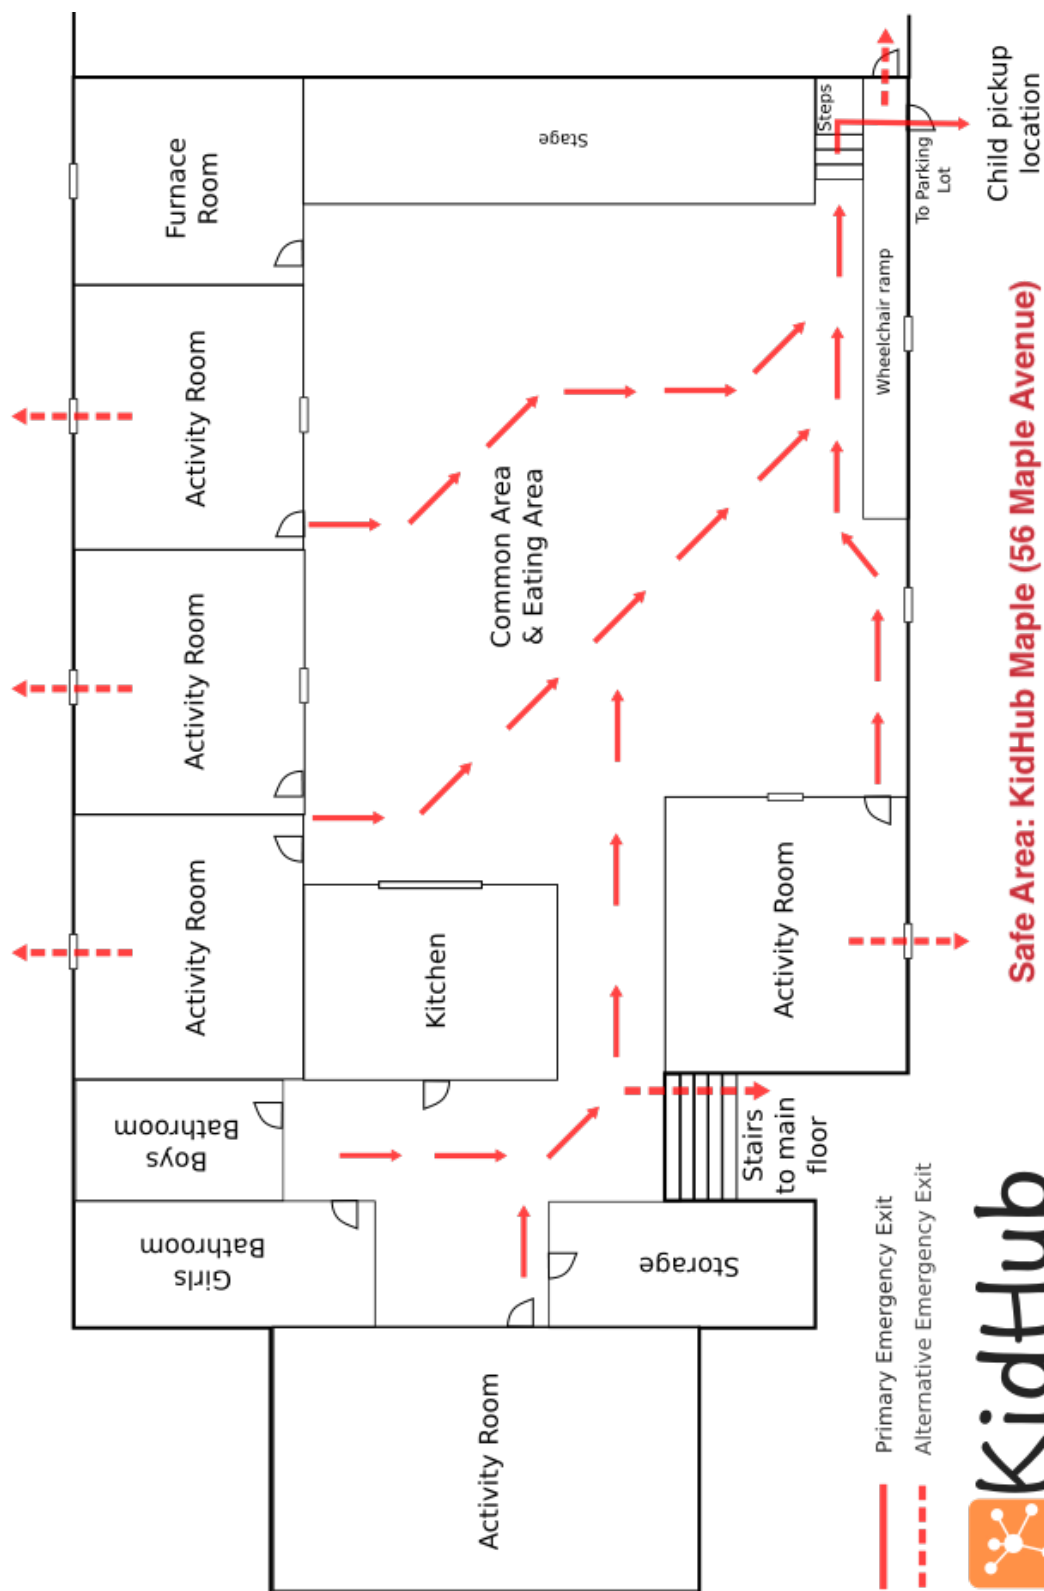 Furnace
Room
Stage
Steps
To Parking
Lot
Child pickup
location
Activity Room
Wheelchair ramp
Activity Room
Common Area
& Eating Area
Activity Room
Kitchen
Activity Room
Boys
Bathroom
Girls
Bathroom
Storage
Stairs
to main
floor
Activity Room
Safe Area: KidHub Maple (56 Maple Avenue)
Primary Emergency Exit
Alternative Emergency Exit
KidHub